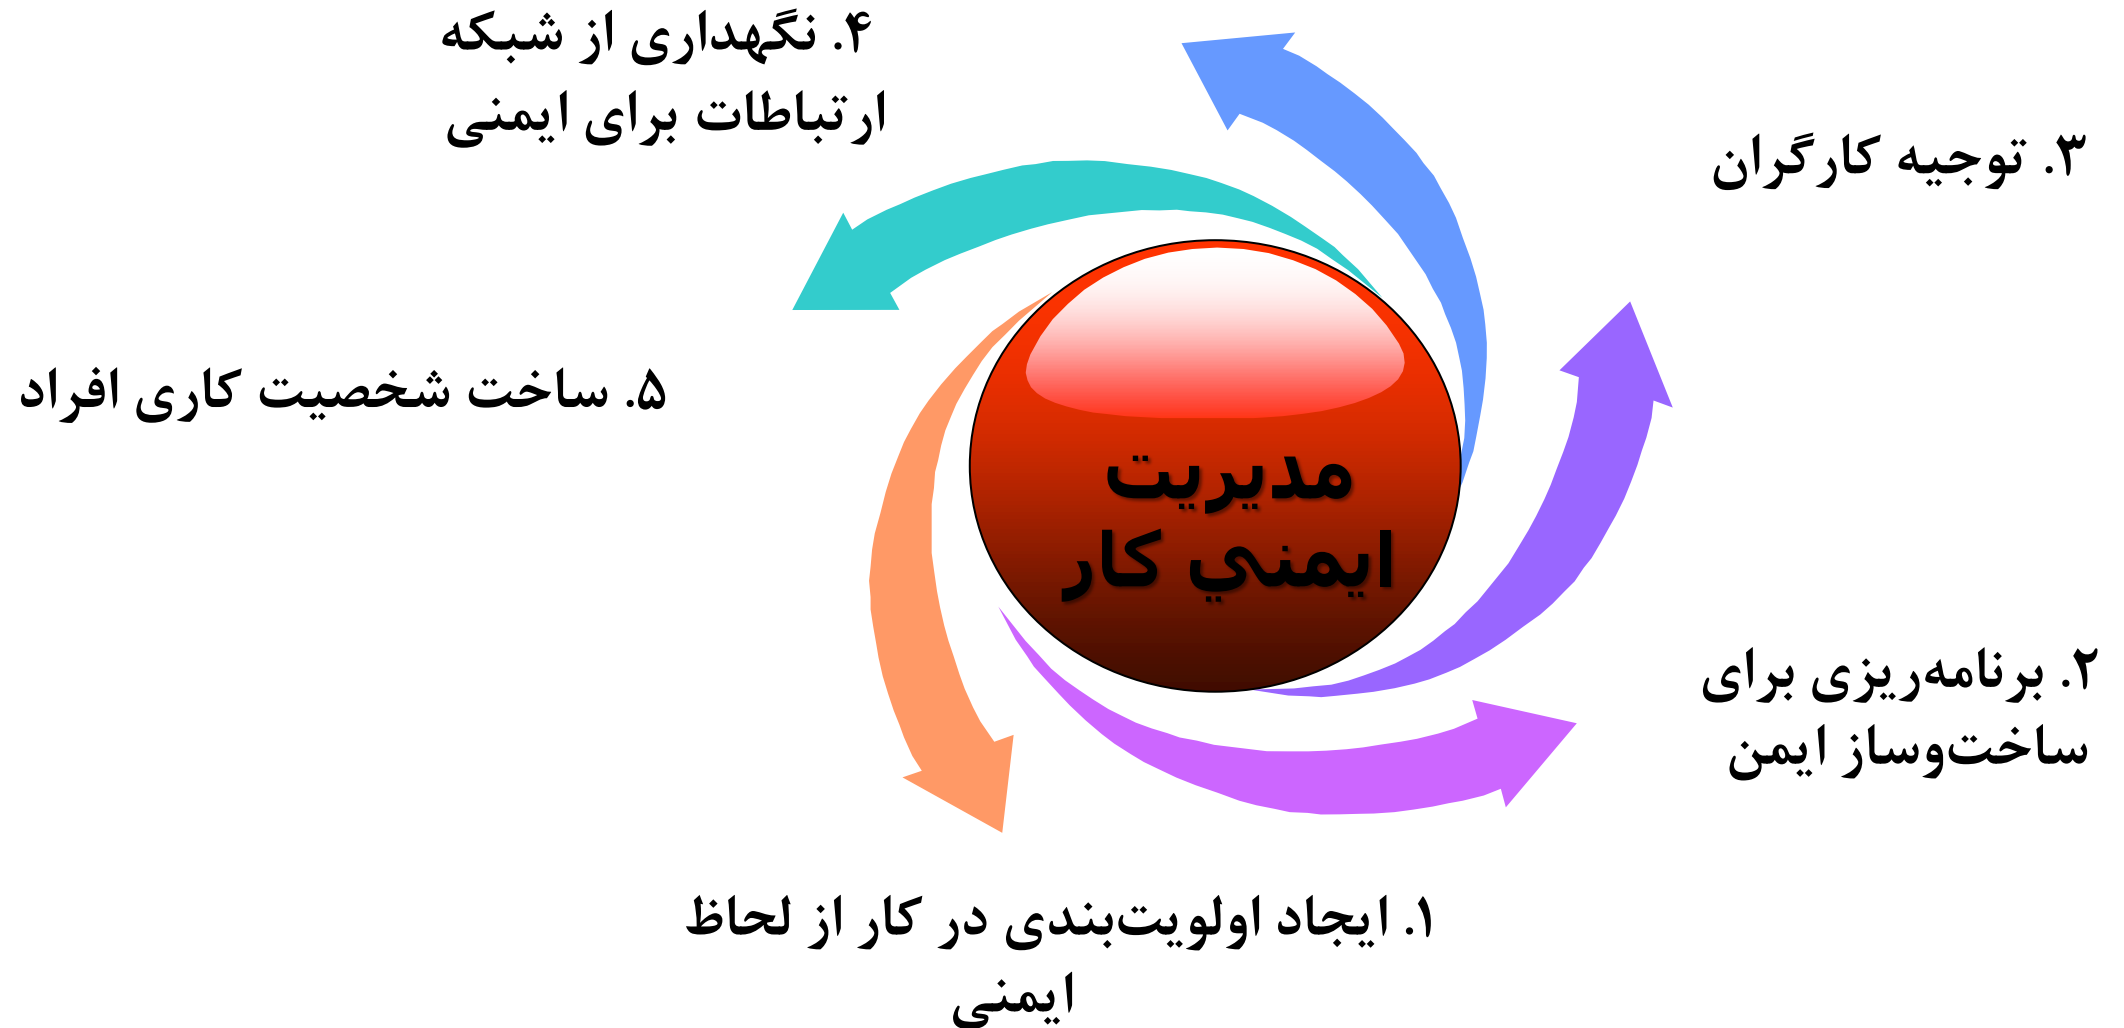 ۴. نگهداری از شبکه
ارتباطات برای ایمنی
۳. توجیه کارگران
۵. ساخت شخصیت کاری افراد
مديريت
ايمني كار
۲. برنامه‌ریزی برای
ساخت‌وساز ایمن
۱. ایجاد اولویت‌بندی در کار از لحاظ
ایمنی